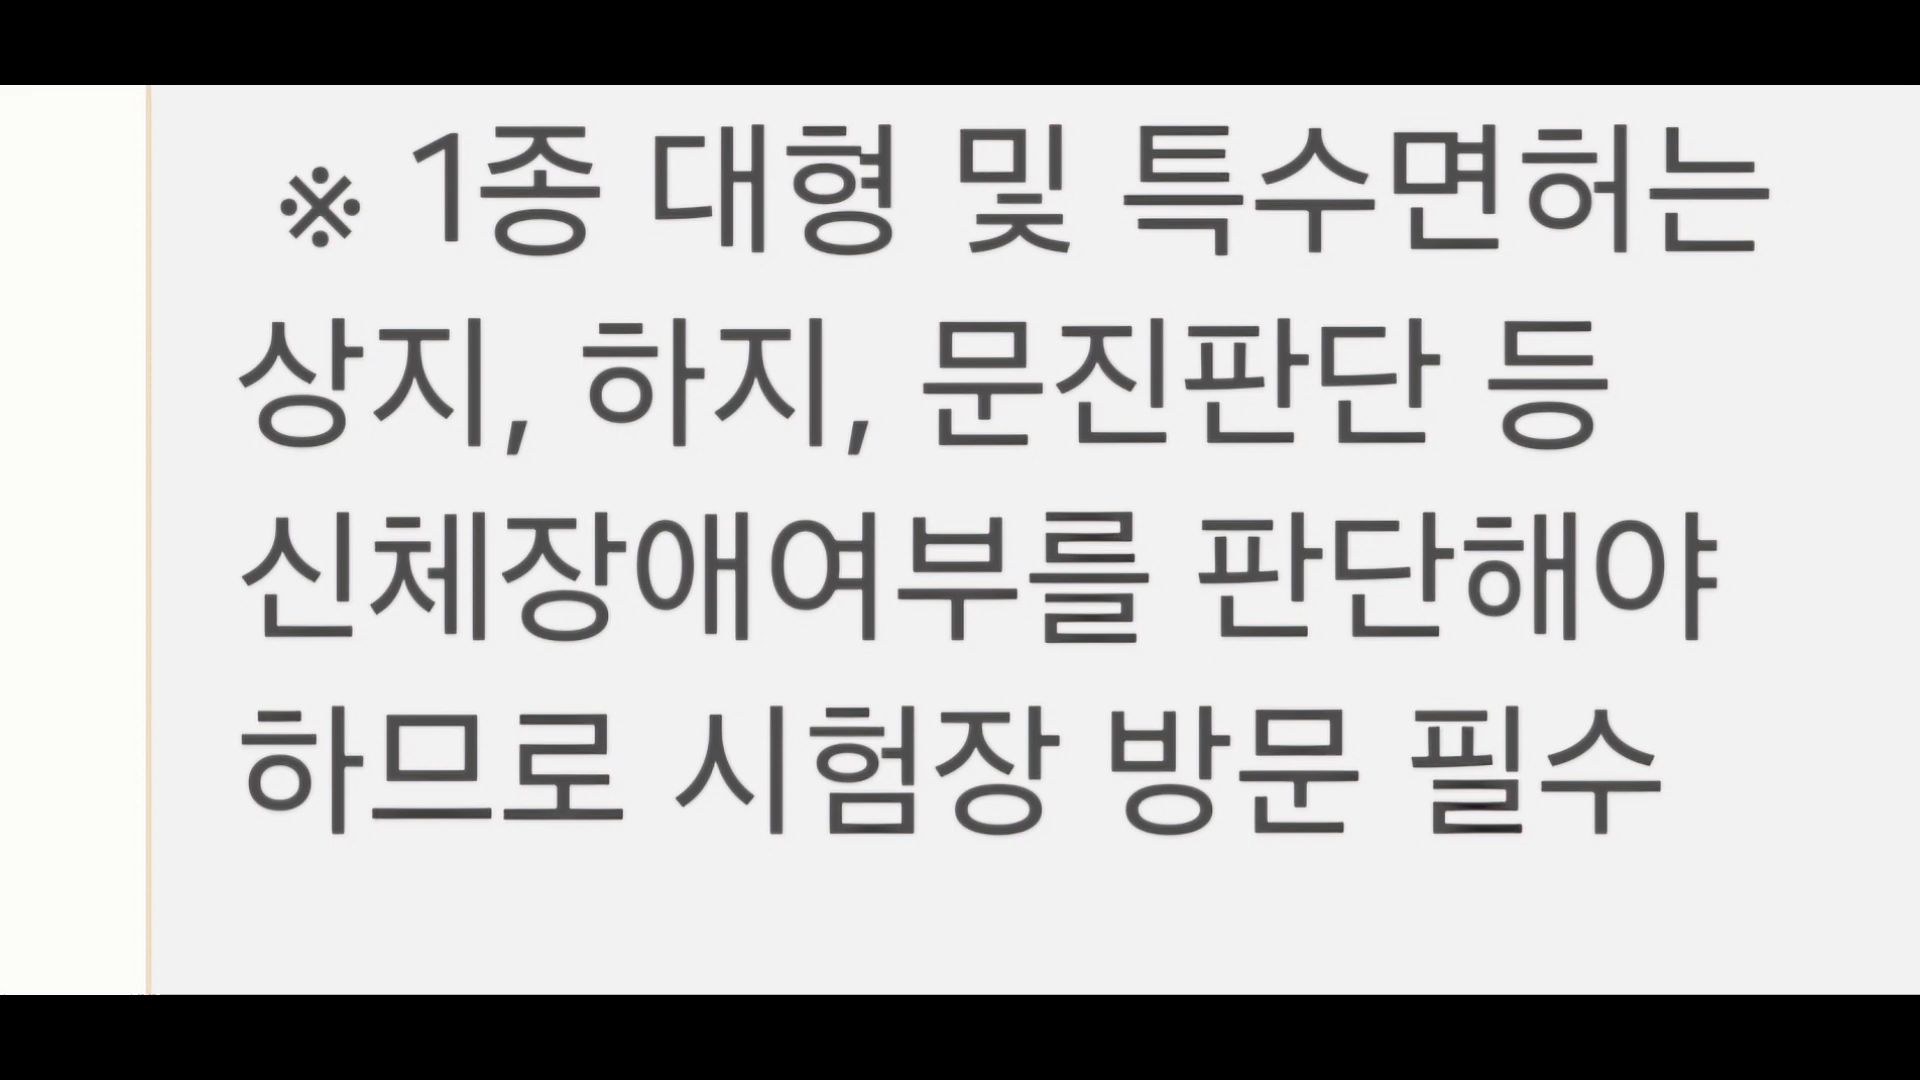 ※ 1종 대형 및 특수면허는
상지, 하지, 문진판단 등
신체장애여부를 판단해야
하므로 시험장 방문 필수